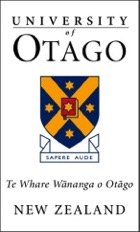 UNIVERSITY
of
OTAGO
SAPERE AUDE
Te Whare Wānanga o Otāgo
NEW ZEALAND